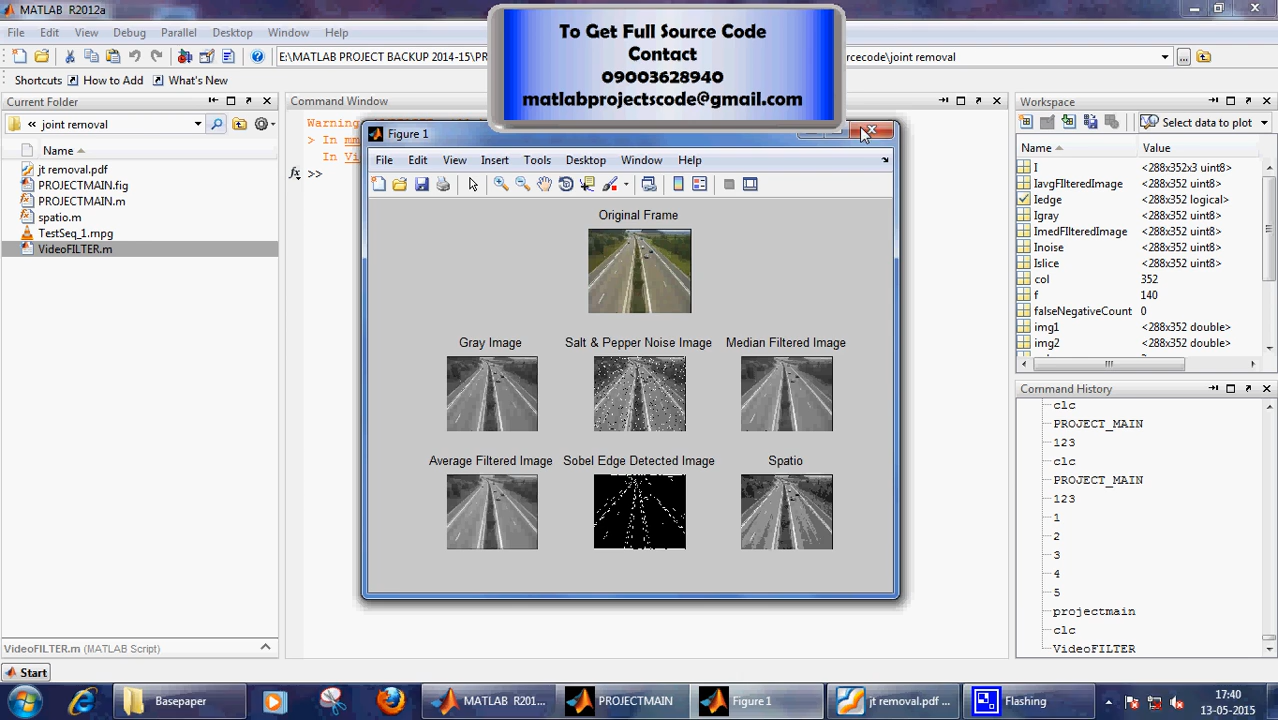 MATLAB R2012a
To Get Full Source Code
Contact
09003628940
matlabprojectscode@gmail.com
File Edit View Debug Parallel Desktop Window Help
E:\MATLAB PROJECT BACKUP 2014-15\PR
ecode\joint removal
Shortcuts How to Add What's New
Current Folder
« joint removal
Name
jt removal.pdf
PROJECTMAIN.fig
PROJECTMAIN.m
spatio.m
TestSeq_1.mpg
VideoFILTER.m
VideoFILTER.m (MATLAB Script)
Command Window
Warning
> In mm
In Vi
fx >>
Figure 1
File Edit View Insert Tools Desktop Window Help
Original Frame
Gray Image Salt & Pepper Noise Image Median Filtered Image
Average Filtered Image Sobel Edge Detected Image Spatio
Workspace
Select data to plot
Name Value
I <288x352x3 uint8>
IavgFIlteredImage <288x352 uint8>
Iedge <288x352 logical>
Igray <288x352 uint8>
ImedFIlteredImage <288x352 uint8>
Inoise <288x352 uint8>
Islice <288x352 uint8>
col 352
f 140
falseNegativeCount 0
img1 <288x352 double>
img2 <288x352 double>
Command History
clc
PROJECT_MAIN
123
clc
PROJECT_MAIN
123
1
2
3
4
5
projectmain
clc
VideoFILTER
Start
Basepaper
MATLAB R201...
PROJECTMAIN
Figure 1
jt removal.pdf ...
Flashing
17:40
13-05-2015